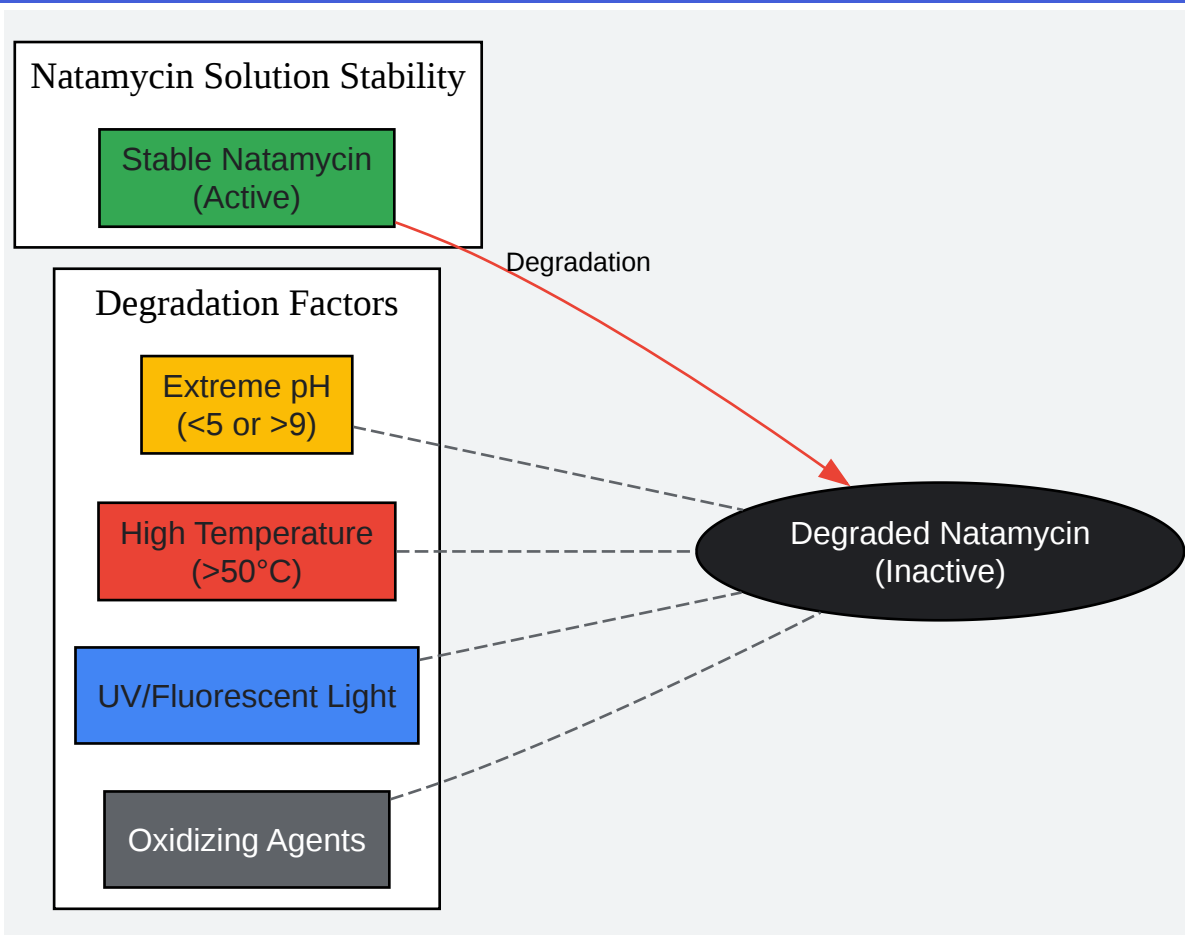 Natamycin Solution Stability
Stable Natamycin
(Active)
Degradation
Degradation Factors
Extreme pH
(<5 or >9)
High Temperature
(>50°C)
Degraded Natamycin
(Inactive)
UV/Fluorescent Light
Oxidizing Agents